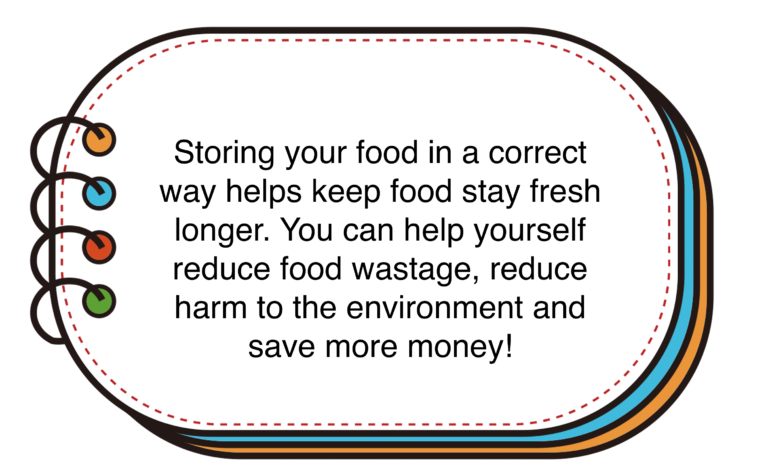 Storing your food in a correct
way helps keep food stay fresh
longer. You can help yourself
reduce food wastage, reduce
harm to the environment and
save more money!